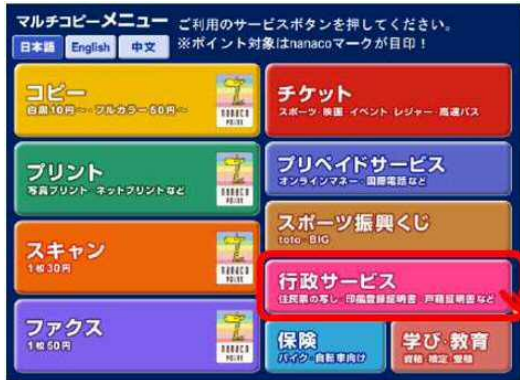 マルチコピーメニュー ご利用のサービスボタンを押してください。
日本語 English 中文 ※ポイント対象はnanacoマークが目印！
コピー
白黒10円～・フルカラー50円～
nanaco POINT
プリント
写真プリント・ネットプリントなど
nanaco POINT
スキャン
1枚30円
nanaco POINT
ファクス
1枚50円
nanaco POINT
チケット
スポーツ・映画・イベント・レジャー・高速バス
プリペイドサービス
オンラインマネー・国際電話など
スポーツ振興くじ
toto・BIG
行政サービス
住民票の写し・印鑑登録証明書・戸籍証明書など
保険
バイク・自転車向け
学び・教育
資格・検定・受験